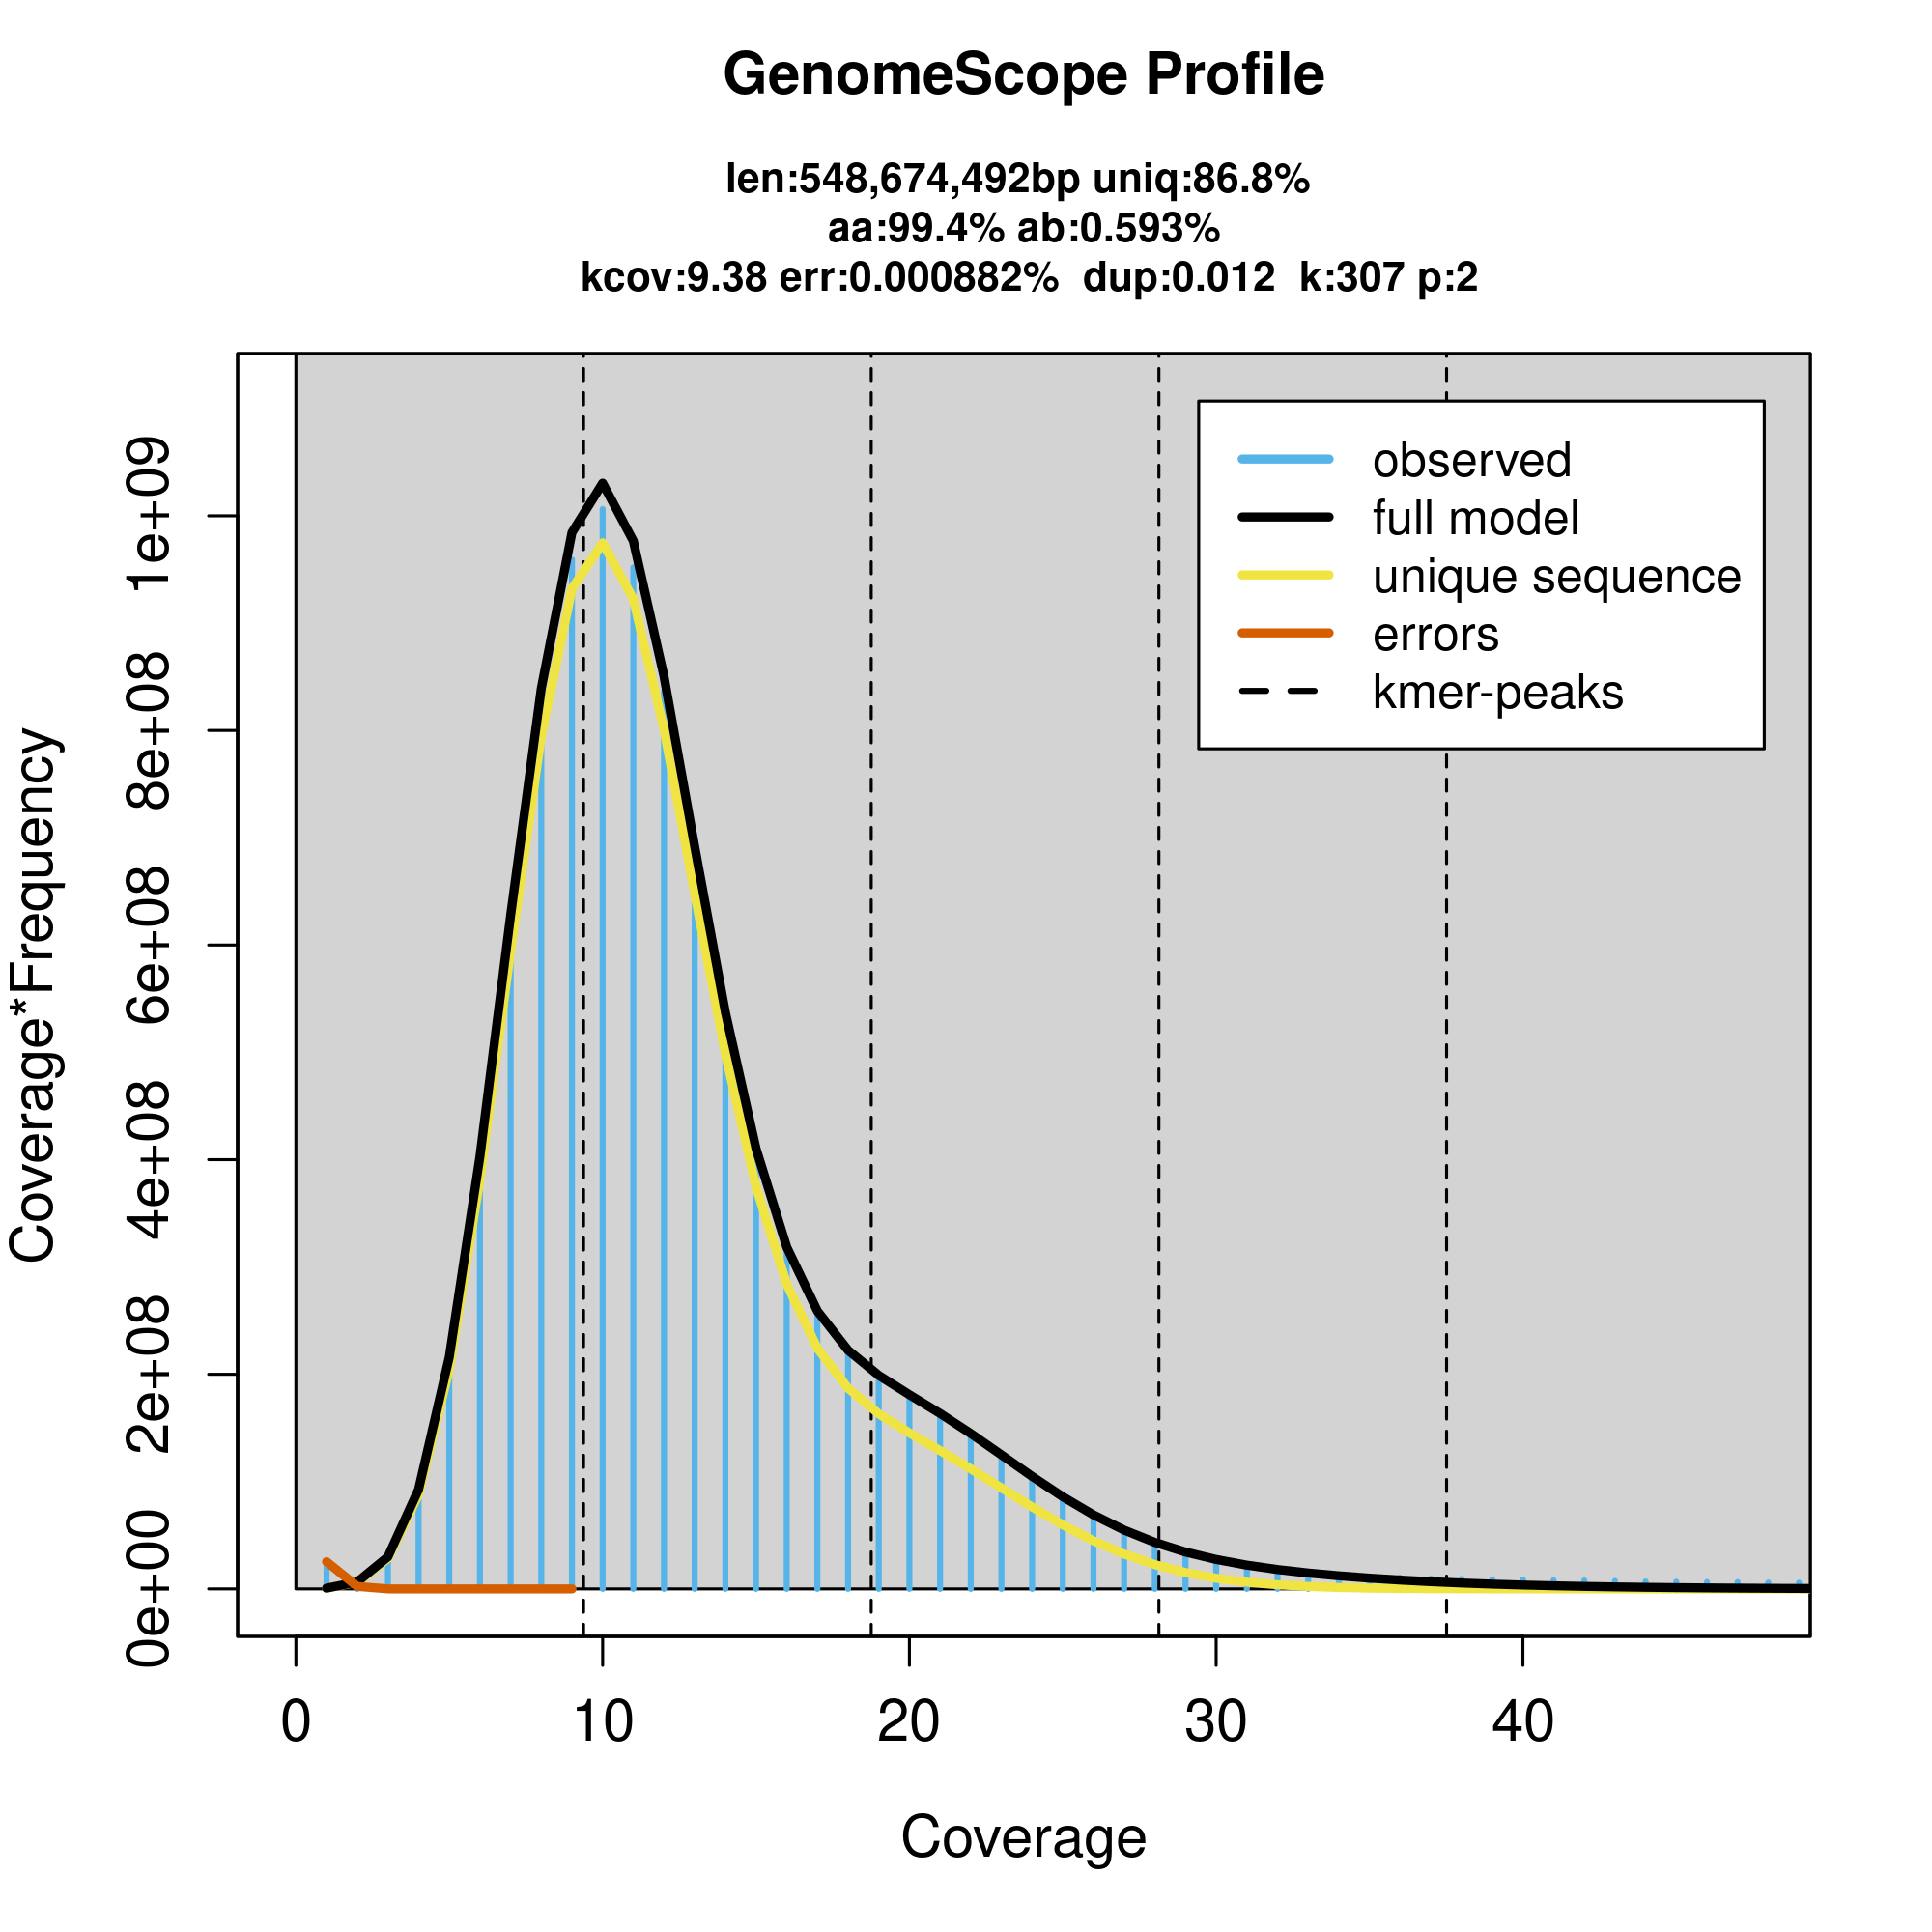 GenomeScope Profile
len:548,674,492bp uniq:86.8%
aa:99.4% ab:0.593%
kcov:9.38 err:0.000882%  dup:0.012  k:307 p:2
observed
full model
unique sequence
errors
kmer-peaks
Coverage*Frequency
1e+09
8e+08
6e+08
4e+08
2e+08
0e+00
0 10 20 30 40
Coverage